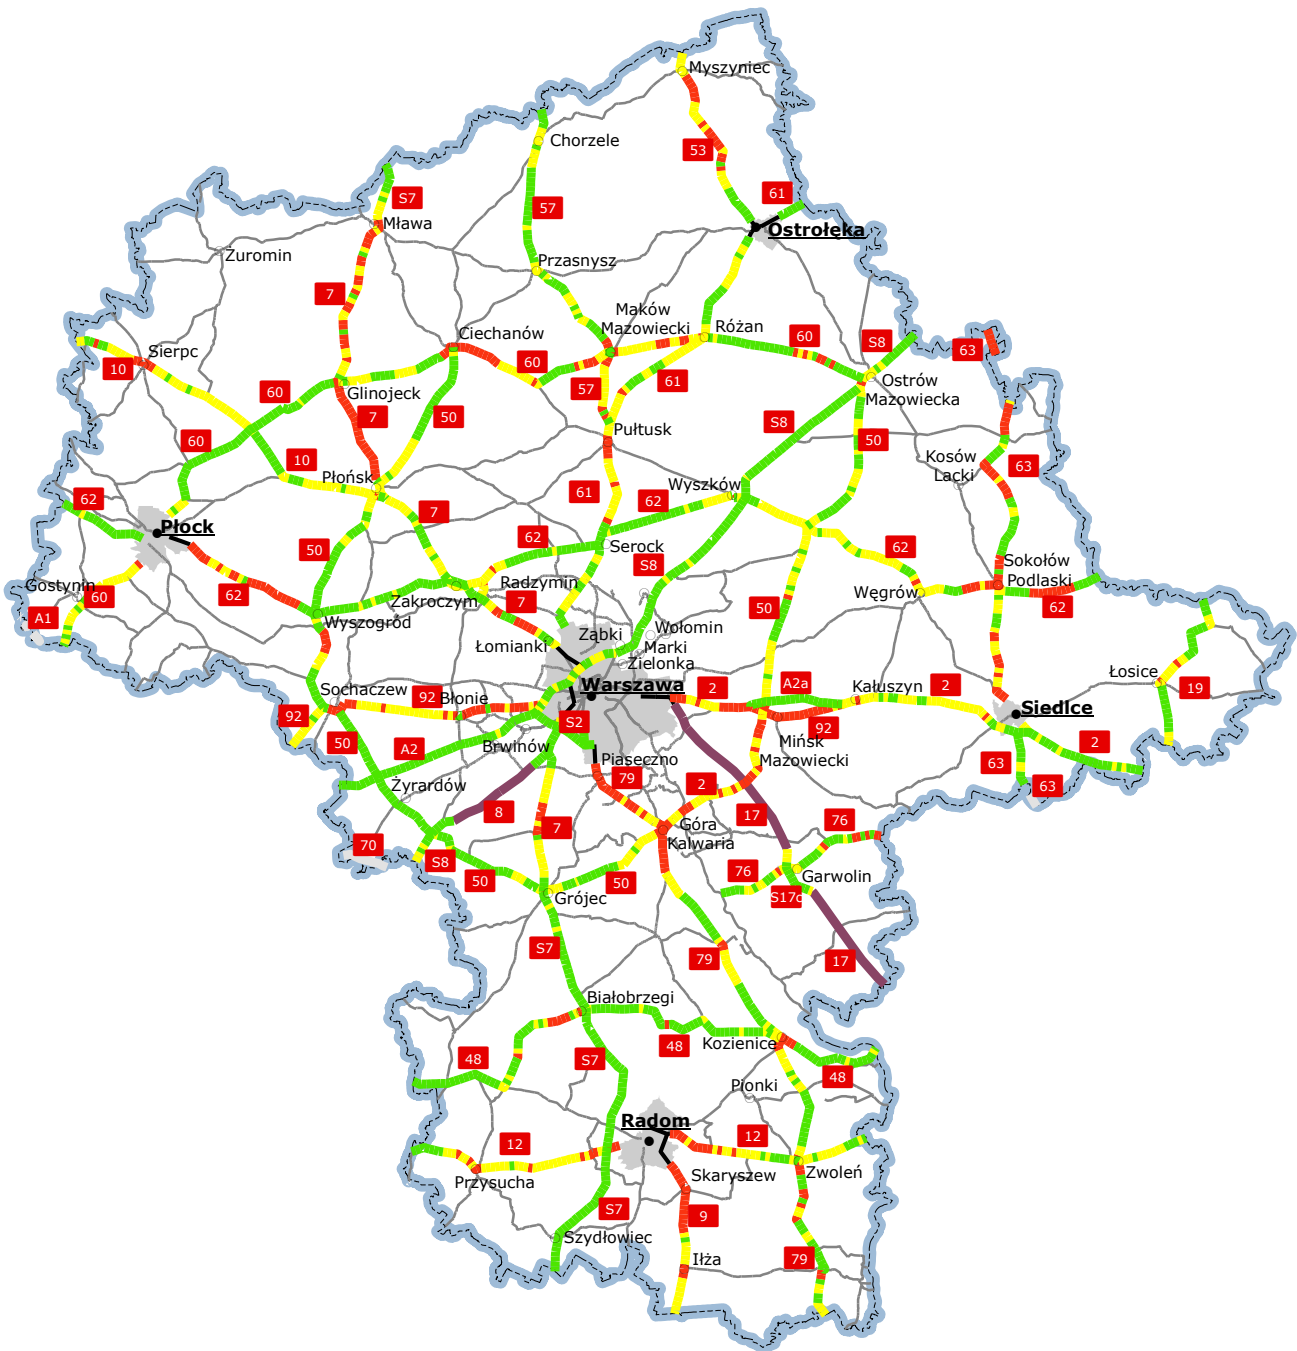 Myszyniec
Chorzele
53
61
S7
57
Mława
Ostrołęka
Żuromin
Przasnysz
7
Maków
Mazowiecki
Różan
Ciechanów
60
S8
63
Sierpc
10
60
57
61
Ostrów
Mazowiecka
Glinojeck
60
7
50
S8
Pułtusk
60
50
Kosów
Lacki
63
10
Płońsk
Wyszków
62
61
62
7
Płock
62
Serock
62
50
S8
Sokołów
Podlaski
Radzymin
Gostynin
60
62
Zakroczym
7
Węgrów
62
A1
Wyszogród
50
Łomianki
Ząbki
Wołomin
Marki
Zielonka
Łosice
Sochaczew
92
Błonie
Warszawa
2
A2a
Kałuszyn
2
19
92
S2
92
Siedlce
50
A2
Brwinów
Mińsk
Mazowiecki
2
Piaseczno
63
79
2
63
Żyrardów
8
7
17
76
Góra
Kalwaria
70
S8
50
50
76
Garwolin
S17c
Grójec
S7
79
17
Białobrzegi
48
Kozienice
48
S7
48
Pionki
Radom
12
12
Przysucha
Skaryszew
Zwoleń
S7
9
Szydłowiec
Iłża
79